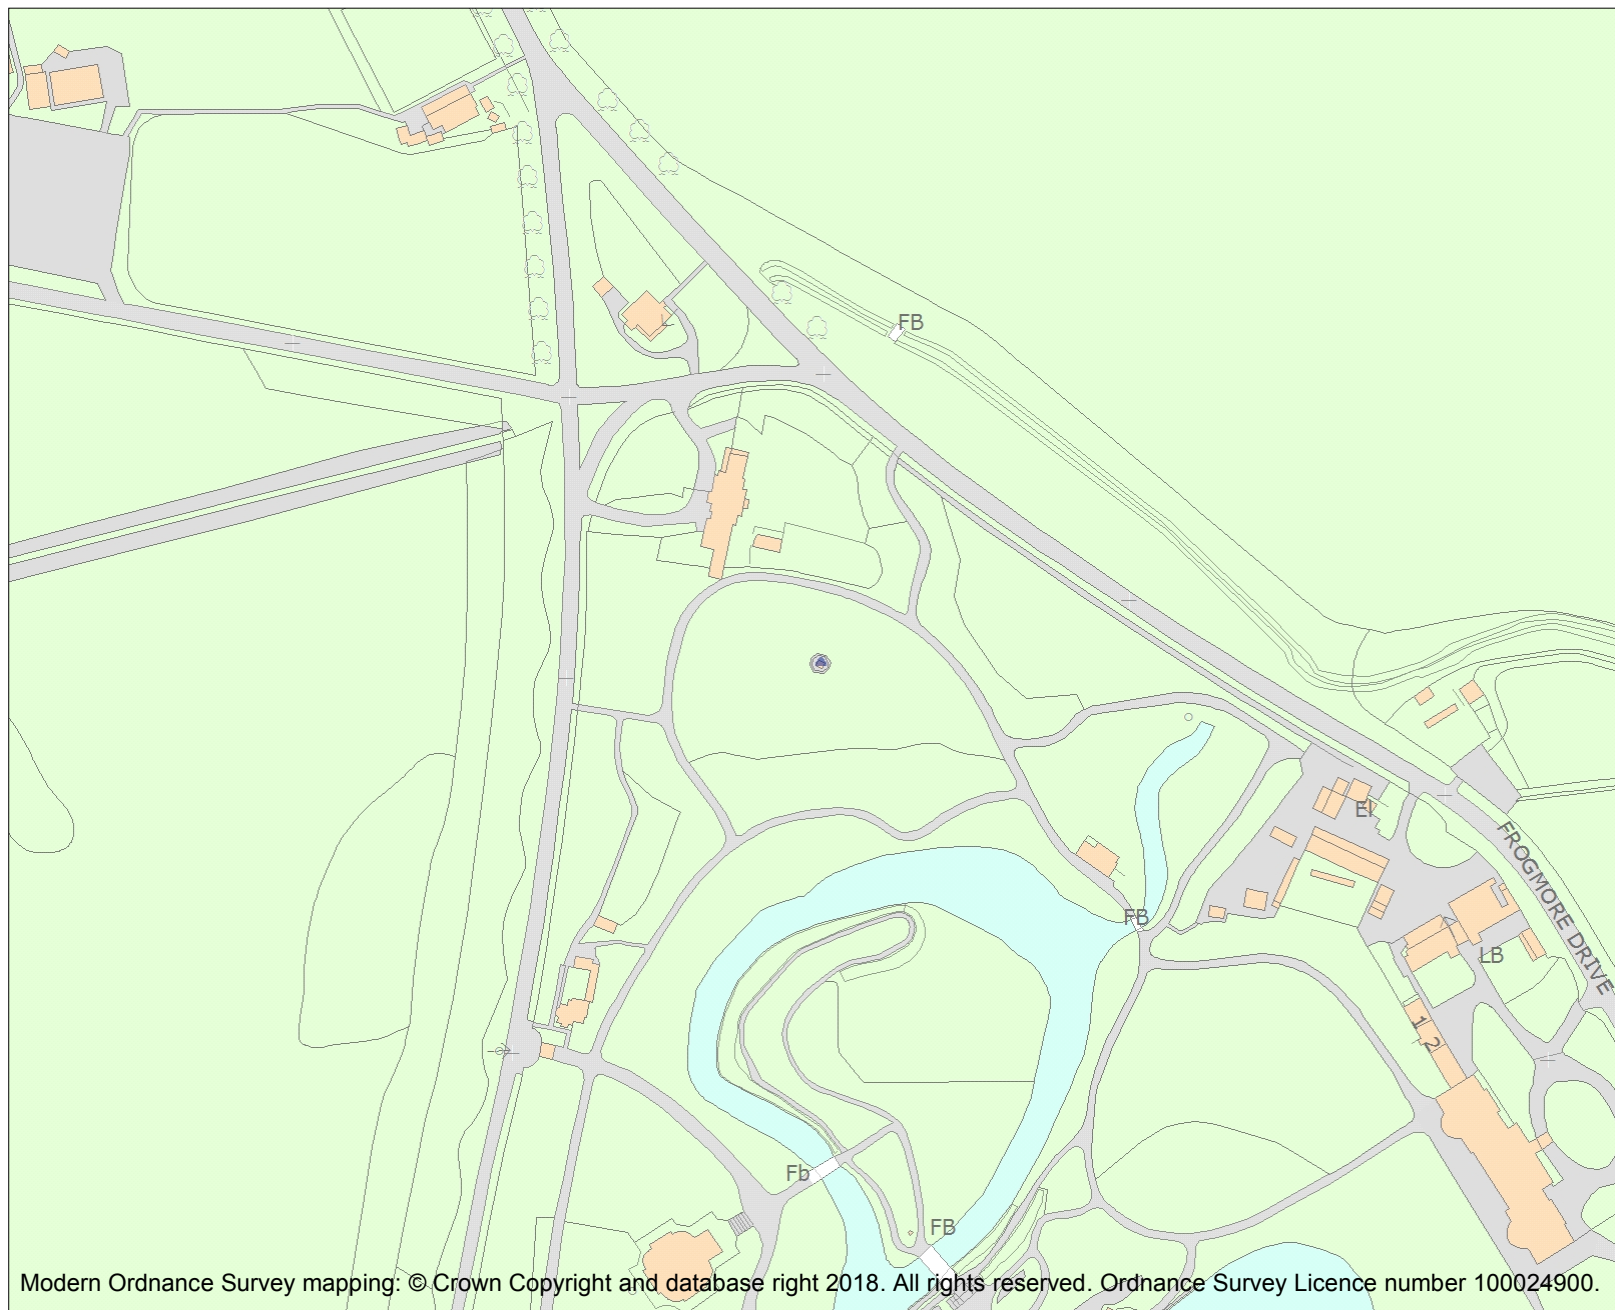 FB
El
FROGMORE DRIVE
FB
LB
1
2
Fb
FB
Modern Ordnance Survey mapping: © Crown Copyright and database right 2018. All rights reserved. Ordnance Survey Licence number 100024900.